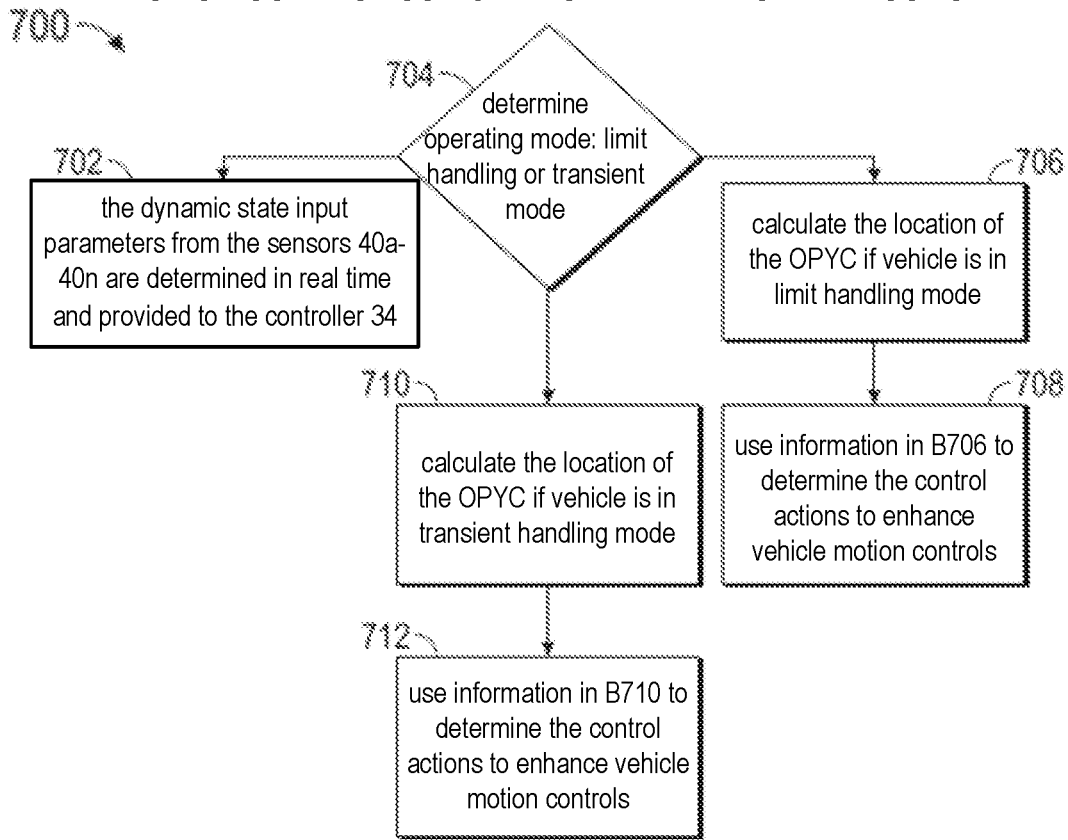 700
704
determine
operating mode: limit
handling or transient
mode
702
the dynamic state input
parameters from the sensors 40a-
40n are determined in real time
and provided to the controller 34
706
calculate the location of
the OPYC if vehicle is in
limit handling mode
710
calculate the location of
the OPYC if vehicle is in
transient handling mode
708
use information in B706 to
determine the control
actions to enhance
vehicle motion controls
712
use information in B710 to
determine the control
actions to enhance vehicle
motion controls